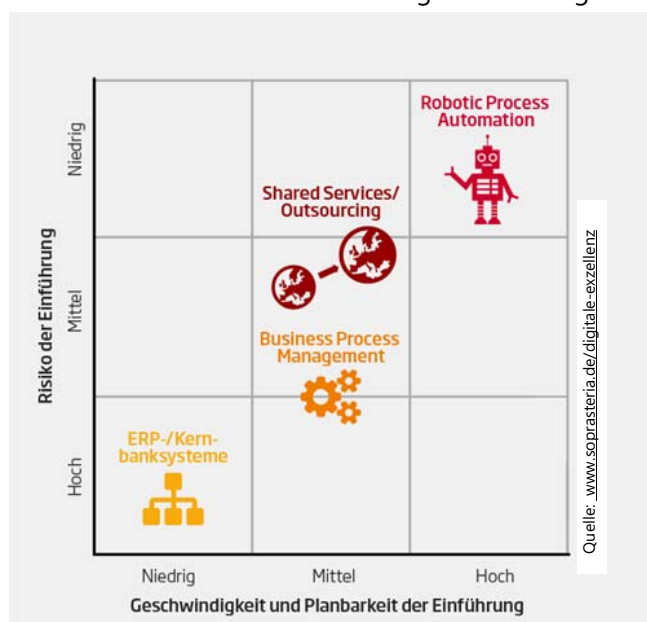 Robotic Process
Automation
Shared Services/
Outsourcing
Business Process
Management
ERP-/Kern-
banksysteme
Risiko der Einführung
Niedrig
Mittel
Hoch
Niedrig
Mittel
Hoch
Geschwindigkeit und Planbarkeit der Einführung
Quelle: www.soprasteria.de/digitale-exzellenz